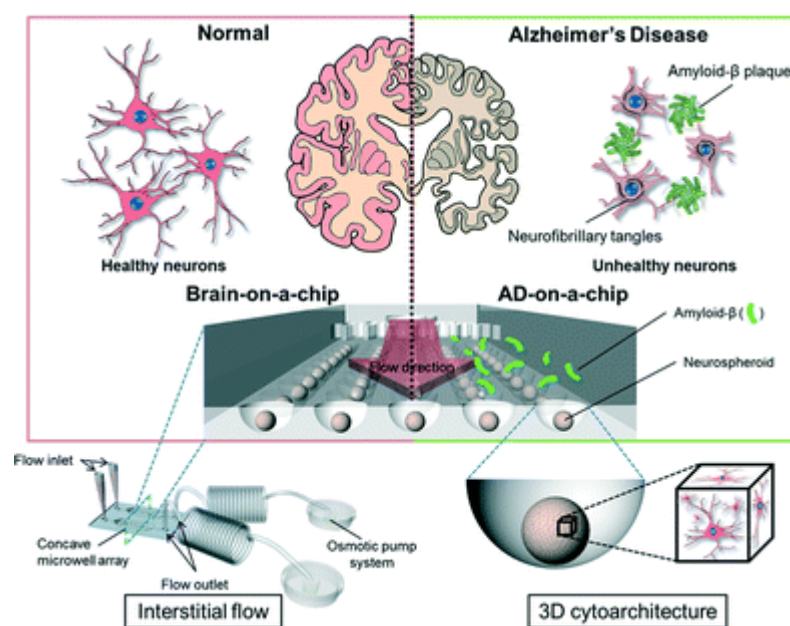 Normal
Alzheimer's Disease
Amyloid-β plaque
Neurofibrillary tangles
Healthy neurons
Unhealthy neurons
Brain-on-a-chip
AD-on-a-chip
Amyloid-β ( )
Flow direction
Neurospheroid
Flow inlet
Concave
microwell array
Flow outlet
Osmotic pump
system
Interstitial flow
3D cytoarchitecture